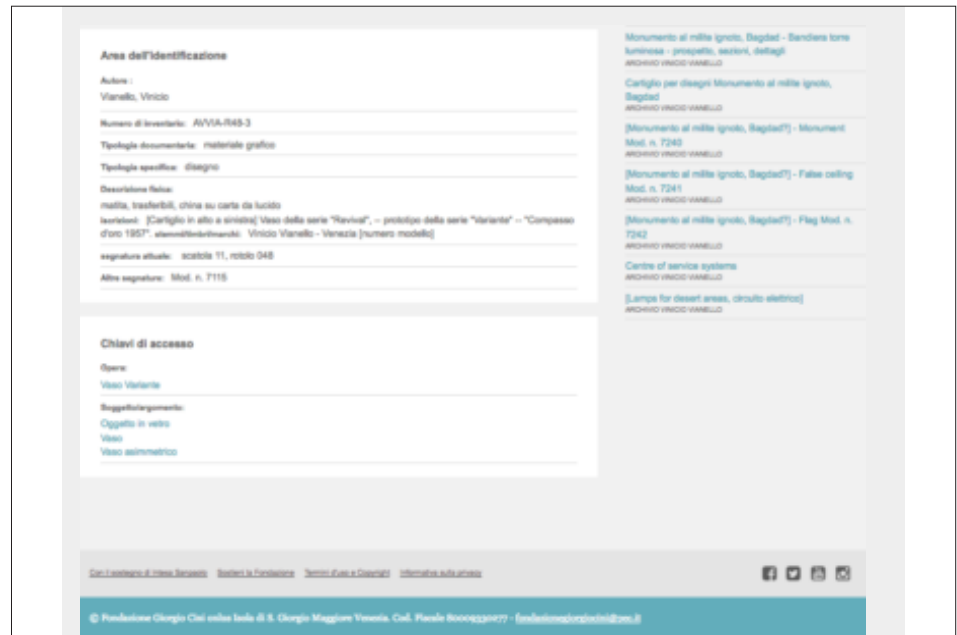 Area dell'Identificazione
Autore :
Vianello, Vinicio
Numero di inventario: AVVIA-R48-3
Tipologia documentaria: materiale grafico
Tipologia specifica: disegno
Descrizione fisica:
matita, trasferibili, china su carta da lucido
Iscrizioni: [Cartiglio in alto a sinistra] Vaso della serie "Revival", -- prototipo della serie "Variante" -- "Compasso
d'oro 1957". stemmi/timbri/marchi: Vinicio Vianello - Venezia [numero modello]
segnatura attuale: scatola 11, rotolo 048
Altre segnature: Mod. n. 7115
Chiavi di accesso
Opera:
Vaso Variante
Soggetto/argomento:
Oggetto in vetro
Vaso
Vaso asimmetrico
Monumento al milite ignoto, Bagdad - Bandiera torre
luminosa - prospetto, sezioni, dettagli
ARCHIVIO VINICIO VIANELLO
Cartiglio per disegni Monumento al milite ignoto,
Bagdad
ARCHIVIO VINICIO VIANELLO
[Monumento al milite ignoto, Bagdad?] - Monument
Mod. n. 7240
ARCHIVIO VINICIO VIANELLO
[Monumento al milite ignoto, Bagdad?] - False ceiling
Mod. n. 7241
ARCHIVIO VINICIO VIANELLO
[Monumento al milite ignoto, Bagdad?] - Flag Mod. n.
7242
ARCHIVIO VINICIO VIANELLO
Centre of service systems
ARCHIVIO VINICIO VIANELLO
[Lamps for desert areas, circuito elettrico]
ARCHIVIO VINICIO VIANELLO
Con il sostegno di Intesa Sanpaolo Sostieni la Fondazione Termini d'uso e Copyright Informativa sulla privacy
© Fondazione Giorgio Cini onlus Isola di S. Giorgio Maggiore Venezia. Cod. Fiscale 80009330277 - fondazionegiorgiocini@pec.it